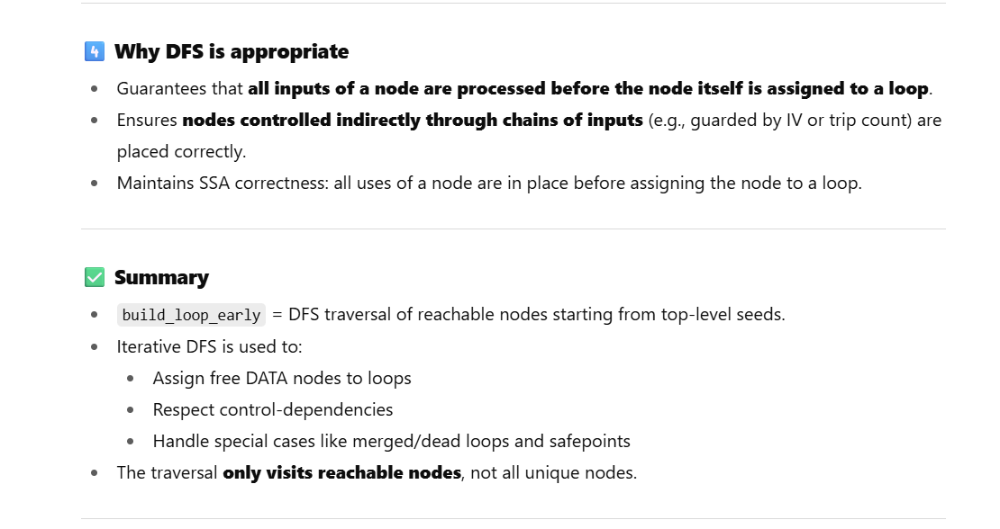 4 Why DFS is appropriate
• Guarantees that all inputs of a node are processed before the node itself is assigned to a loop.
• Ensures nodes controlled indirectly through chains of inputs (e.g., guarded by IV or trip count) are
placed correctly.
• Maintains SSA correctness: all uses of a node are in place before assigning the node to a loop.
✅ Summary
• build_loop_early = DFS traversal of reachable nodes starting from top-level seeds.
• Iterative DFS is used to:
• Assign free DATA nodes to loops
• Respect control-dependencies
• Handle special cases like merged/dead loops and safepoints
• The traversal only visits reachable nodes, not all unique nodes.